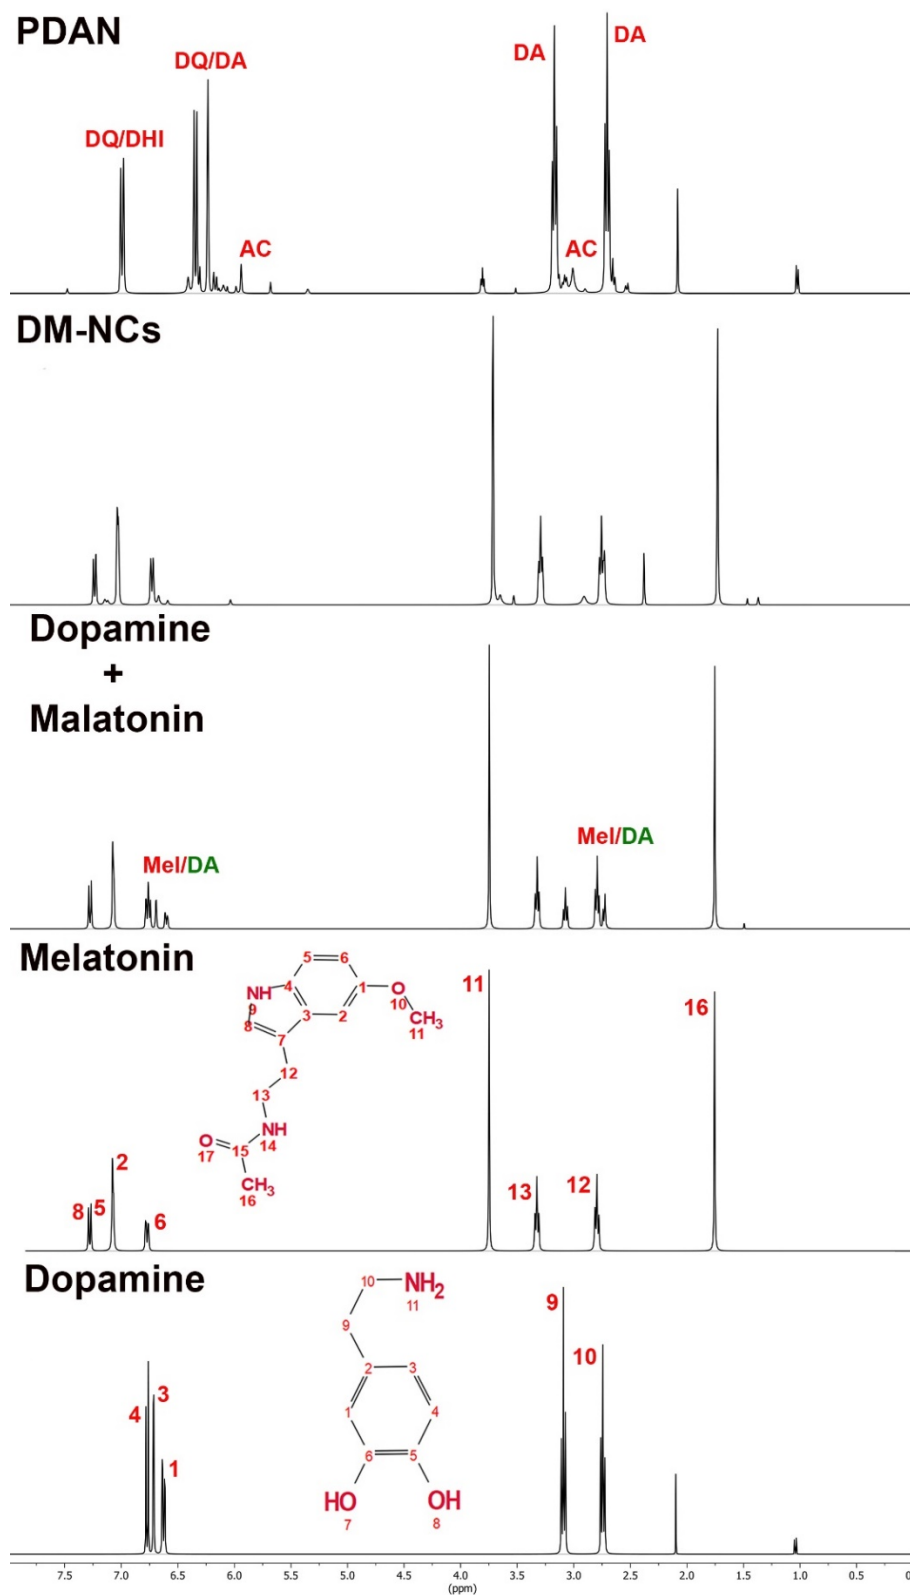 PDAN
DQ/DHI
DQ/DA
AC
DA
AC
DA
DM-NCs
Dopamine
+
Malatonin
Mel/DA
Mel/DA
Melatonin
5
6
NH
9
4
1
O
10
CH3
11
8
3
2
7
12
13
NH
14
O
17
15
CH3
16
8
5
2
6
11
13
12
16
Dopamine
10
NH2
11
9
2
3
1
4
6
5
HO
7
OH
8
4
3
1
9
10
7.5 7.0 6.5 6.0 5.5 5.0 4.5 4.0 3.5 3.0 2.5 2.0 1.5 1.0 0.5 0
(ppm)